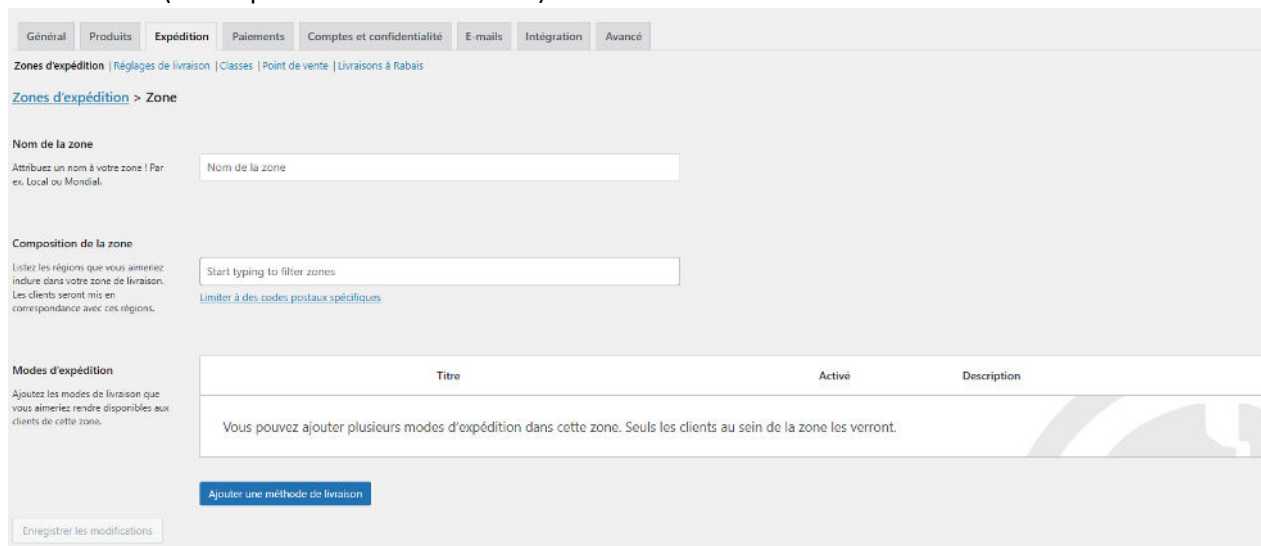 Général Produits Expédition Paiements Comptes et confidentialité E-mails Intégration Avancé
Zones d'expédition | Réglages de livraison | Classes | Point de vente | Livraisons à Rabais
Zones d'expédition > Zone
Nom de la zone
Attribuez un nom à votre zone ! Par
ex. Local ou Mondial.
Nom de la zone
Composition de la zone
Listez les régions que vous aimeriez
inclure dans votre zone de livraison.
Les clients seront mis en
correspondance avec ces régions.
Start typing to filter zones
Limiter à des codes postaux spécifiques
Modes d'expédition
Ajoutez les modes de livraison que
vous aimeriez rendre disponibles aux
clients de cette zone.
Titre Activé Description
Vous pouvez ajouter plusieurs modes d'expédition dans cette zone. Seuls les clients au sein de la zone les verront.
Ajouter une méthode de livraison
Enregistrer les modifications